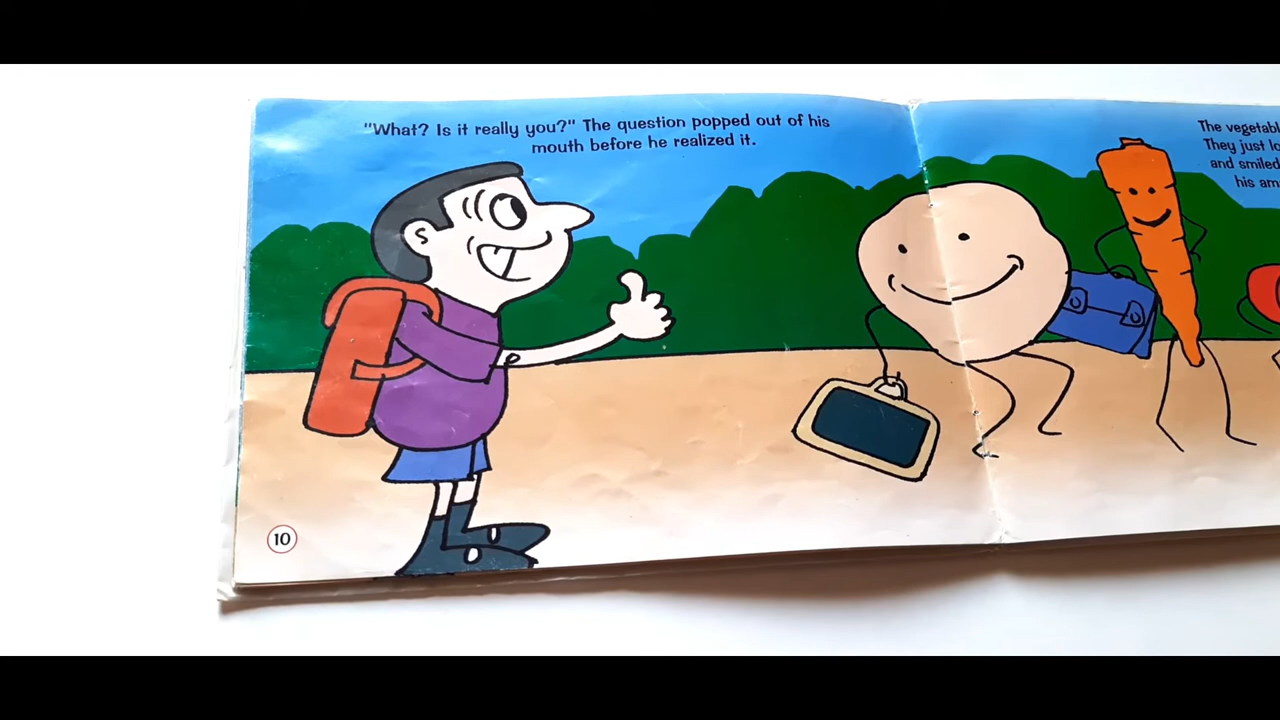 "What? Is it really you?" The question popped out of his
mouth before he realized it.
10
The
They just
and smiled
his